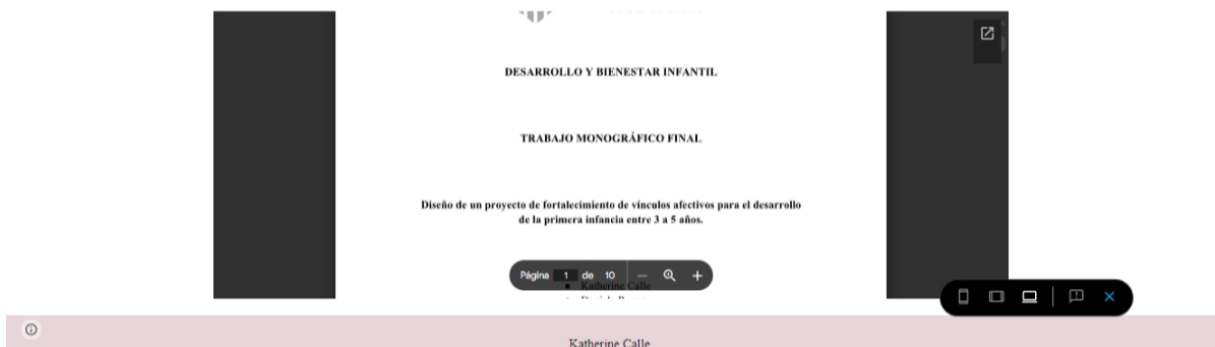 DESARROLLO Y BIENESTAR INFANTIL
TRABAJO MONOGRÁFICO FINAL
Diseño de un proyecto de fortalecimiento de vínculos afectivos para el desarrollo
de la primera infancia entre 3 a 5 años.
Página 1 de 10
Katherine Calle
Katherine Calle